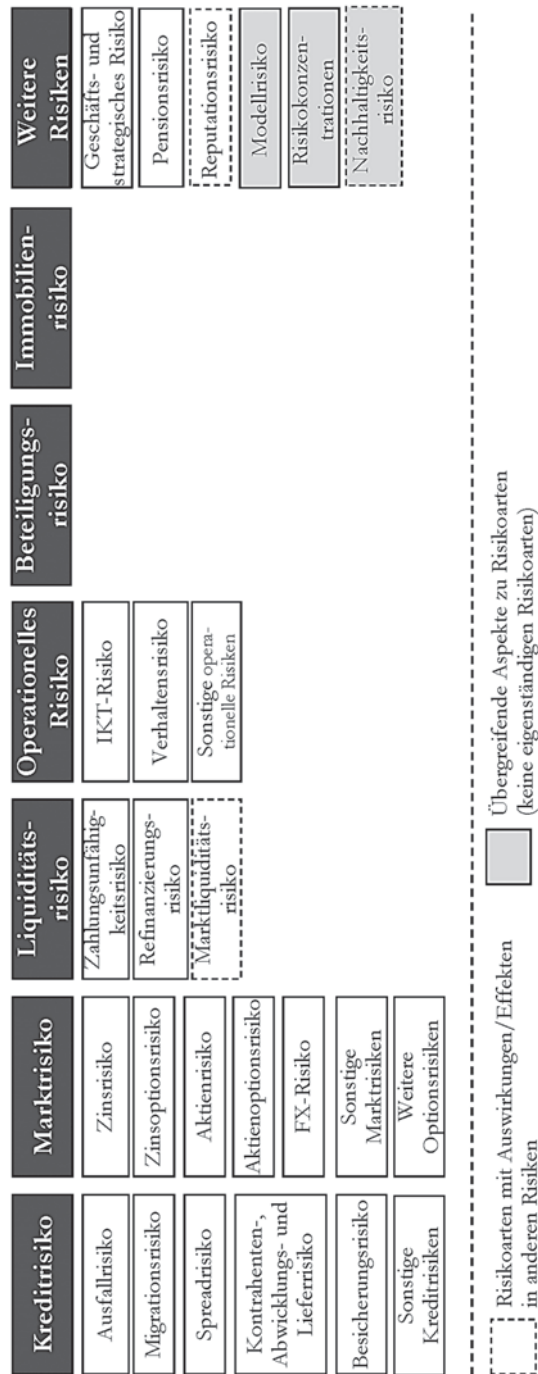 Kreditrisiko
Ausfallrisiko
Migrationsrisiko
Spreadrisiko
Kontrahenten-,
Abwicklungs- und
Lieferrisiko
Besicherungsrisiko
Sonstige
Kreditrisiken
Marktrisiko
Zinsrisiko
Zinsoptionsrisiko
Aktienrisiko
Aktienoptionsrisiko
FX-Risiko
Sonstige
Marktrisiken
Weitere
Optionsrisiken
Liquiditäts-
risiko
Zahlungsunfähig-
keitsrisiko
Refinanzierungs-
risiko
Marktliquiditäts-
risiko
Operationelles
Risiko
IKT-Risiko
Verhaltensrisiko
Sonstige opera-
tionelle Risiken
Beteiligungs-
risiko
Immobilien-
risiko
Weitere
Risiken
Geschäfts- und
strategisches Risiko
Pensionsrisiko
Reputationsrisiko
Modellrisiko
Risikokonzen-
trationen
Nachhaltigkeits-
risiko
Risikoarten mit Auswirkungen/Effekten
in anderen Risiken
Übergreifende Aspekte zu Risikoarten
(keine eigenständigen Risikoarten)